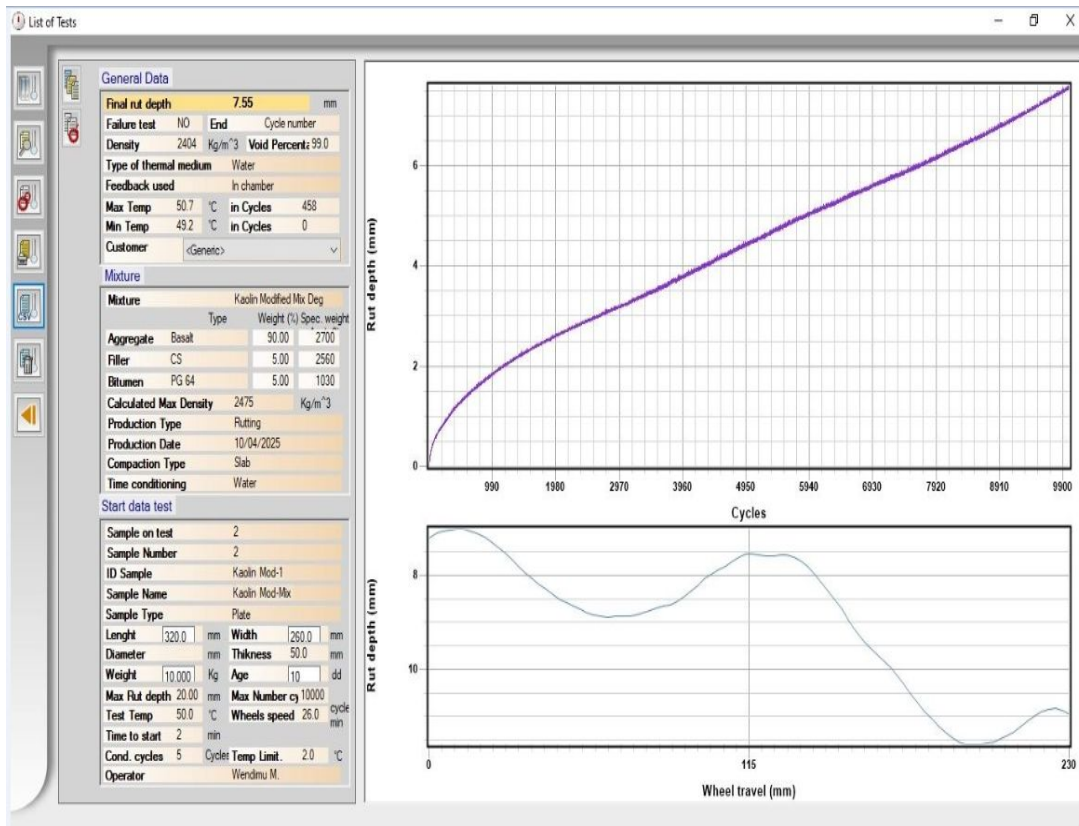 List of Tests
General Data
Final rut depth 7.55 mm
Failure test NO End Cycle number
Density 2404 Kg/m^3 Void Percenta 99.0
Type of thermal medium Water
Feedback used In chamber
Max Temp 50.7 °C in Cycles 458
Min Temp 49.2 °C in Cycles 0
Customer <Generic>
Mixture
Mixture Kaolin Modified Mix Deg
Type Weight (%) Spec. weight
Aggregate Basalt 90.00 2700
Filler CS 5.00 2560
Bitumen PG 64 5.00 1030
Calculated Max Density 2475 Kg/m^3
Production Type Rutting
Production Date 10/04/2025
Compaction Type Slab
Time conditioning Water
Start data test
Sample on test 2
Sample Number 2
ID Sample Kaolin Mod-1
Sample Name Kaolin Mod-Mix
Sample Type Plate
Lenght 320.0 mm Width 260.0 mm
Diameter mm Thikness 50.0 mm
Weight 10.000 Kg Age 10 dd
Max Rut depth 20.00 mm Max Number cy 10000
Test Temp 50.0 °C Wheels speed 26.0 cycle min
Time to start 2 min
Cond. cycles 5 Cycles Temp Limit. 2.0 °C
Operator Wendmu M.
CSV
Rut depth (mm)
6
4
2
0
990 1980 2970 3960 4950 5940 6930 7920 8910 9900
Cycles
Rut depth (mm)
8
10
0 115 230
Wheel travel (mm)